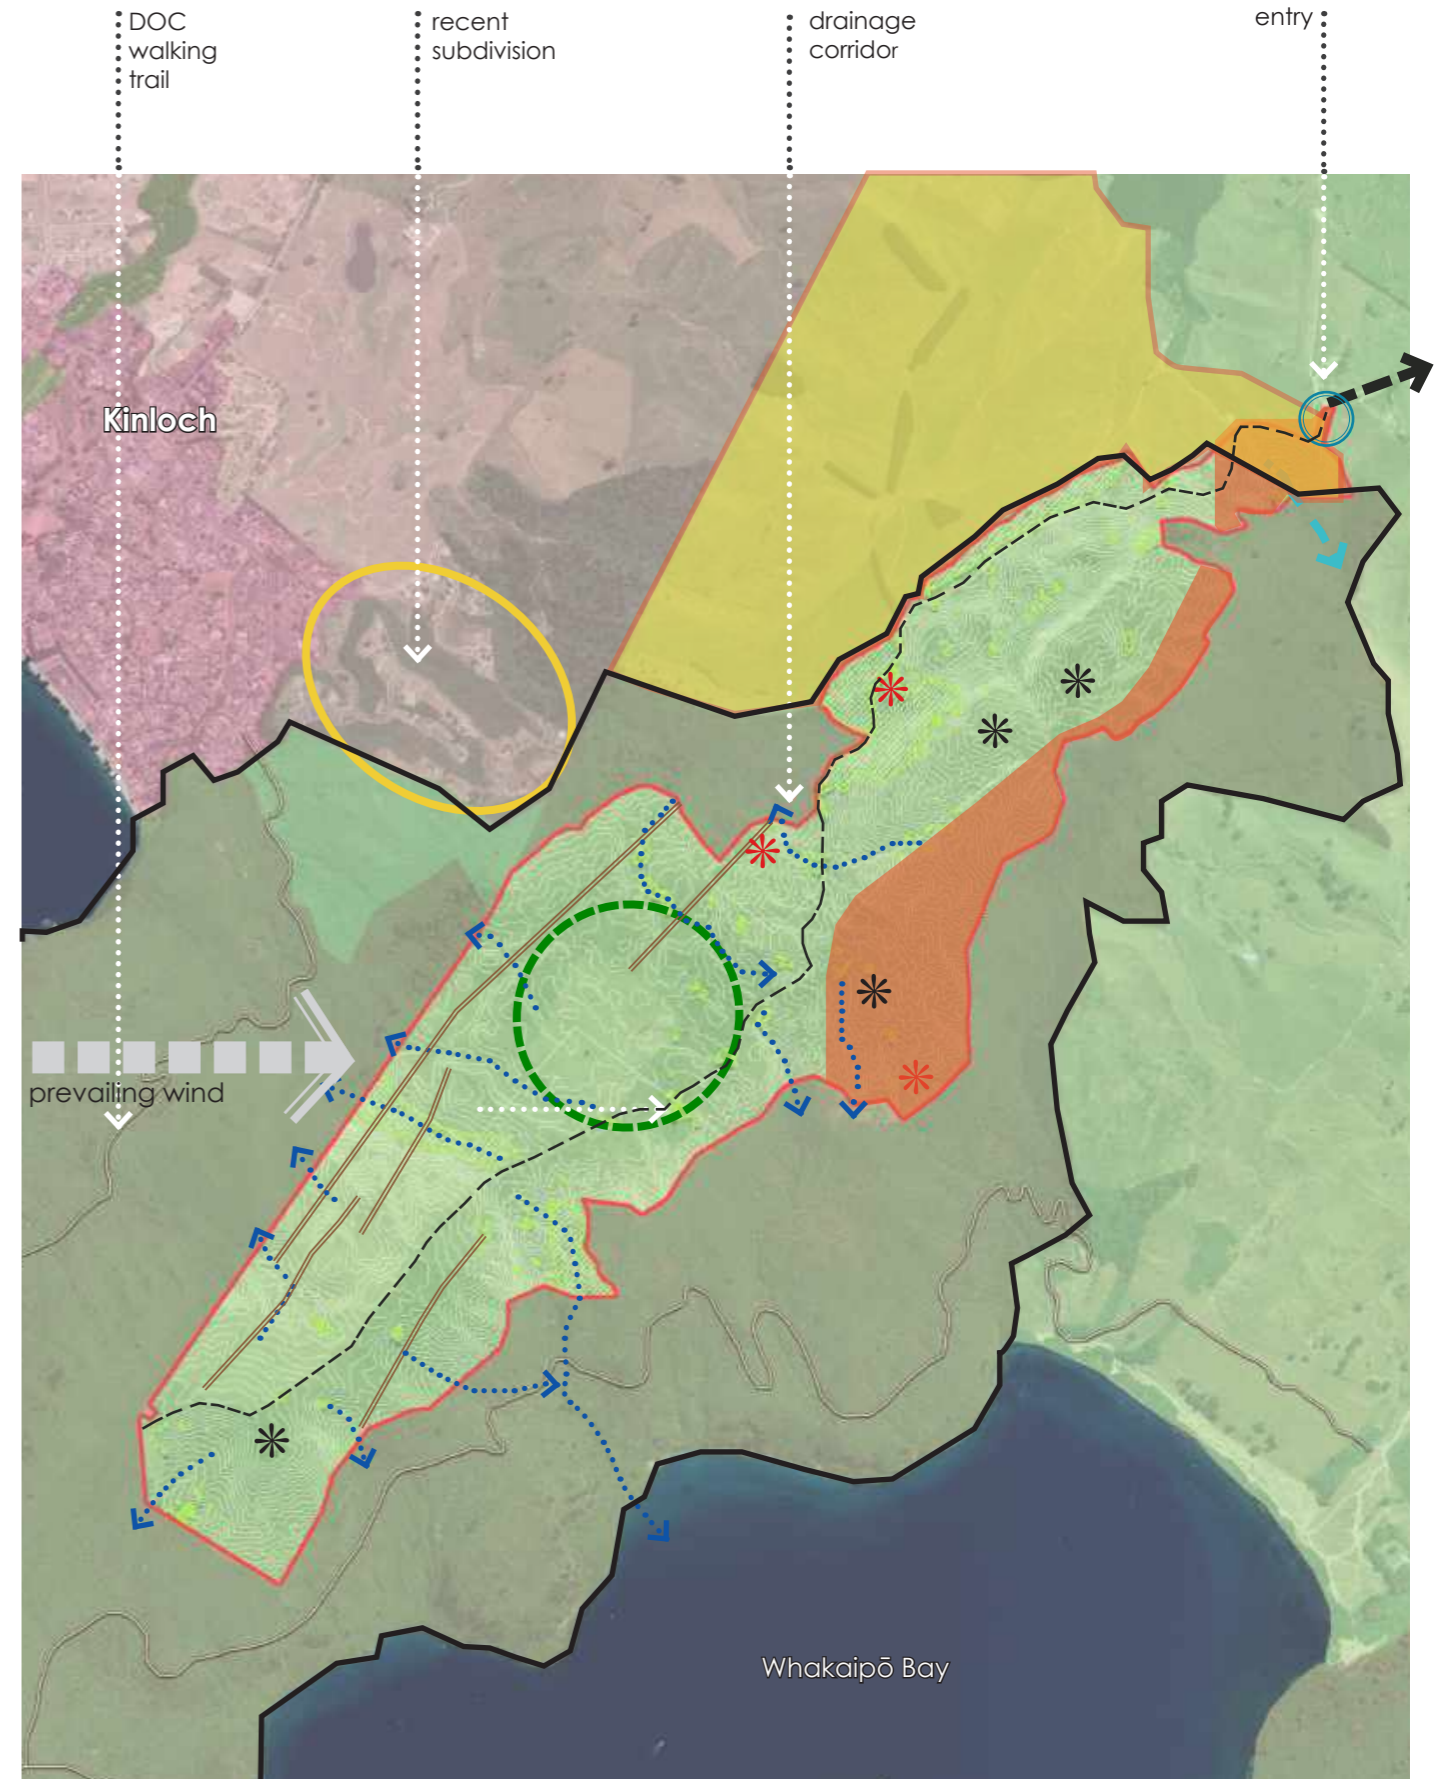 DOC
walking
trail
recent
subdivision
drainage
corridor
entry
Kinloch
prevailing wind
Whakaipō Bay